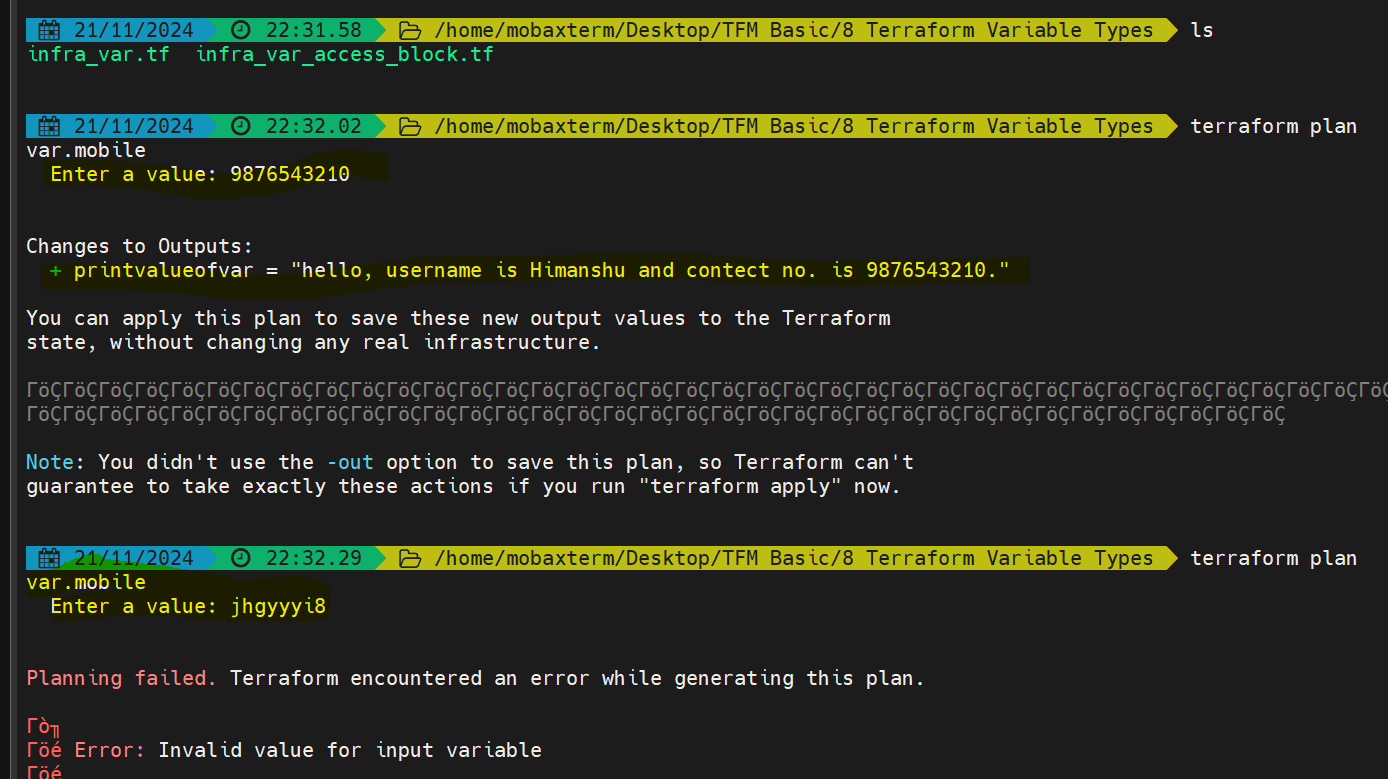 21/11/2024 22:31.58 /home/mobaxterm/Desktop/TFM Basic/8 Terraform Variable Types ls
infra_var.tf infra_var_access_block.tf
21/11/2024 22:32.02 /home/mobaxterm/Desktop/TFM Basic/8 Terraform Variable Types terraform plan
var.mobile
Enter a value: 9876543210
Changes to Outputs:
+ printvalueofvar = "hello, username is Himanshu and contect no. is 9876543210."
You can apply this plan to save these new output values to the Terraform
state, without changing any real infrastructure.
ΓöÇΓöÇΓöÇΓöÇΓöÇΓöÇΓöÇΓöÇΓöÇΓöÇΓöÇΓöÇΓöÇΓöÇΓöÇΓöÇΓöÇΓöÇΓöÇΓöÇΓöÇΓöÇΓöÇΓöÇΓöÇΓöÇΓöÇΓöÇΓöÇΓöÇΓöÇΓöÇΓöÇΓöÇΓöÇΓöÇΓöÇ
ΓöÇΓöÇΓöÇΓöÇΓöÇΓöÇΓöÇΓöÇΓöÇΓöÇΓöÇΓöÇΓöÇΓöÇΓöÇΓöÇΓöÇΓöÇΓöÇΓöÇΓöÇΓöÇΓöÇΓöÇΓöÇΓöÇΓöÇΓöÇΓöÇΓöÇΓöÇΓöÇΓöÇΓöÇΓöÇ
Note: You didn't use the -out option to save this plan, so Terraform can't
guarantee to take exactly these actions if you run "terraform apply" now.
21/11/2024 22:32.29 /home/mobaxterm/Desktop/TFM Basic/8 Terraform Variable Types terraform plan
var.mobile
Enter a value: jhgyyyi8
Planning failed. Terraform encountered an error while generating this plan.
Γò╖
Γöé Error: Invalid value for input variable
Γöé